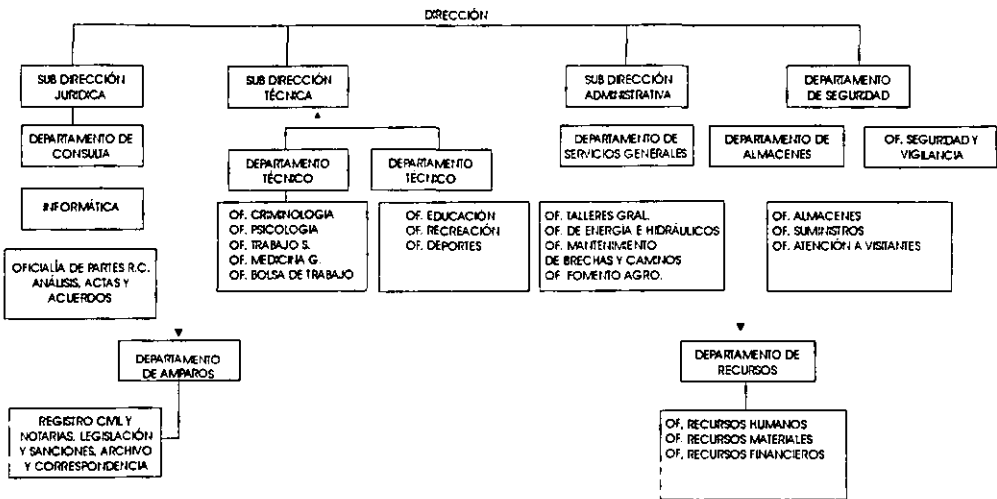 DIRECCIÓN
SUB DIRECCIÓN
JURIDICA
SUB DIRECCIÓN
TÉCNICA
SUB DIRECCIÓN
ADMINISTRATIVA
DEPARTAMENTO
DE SEGURIDAD
DEPARTAMENTO DE
CONSULTA
DEPARTAMENTO
TÉCNICO
DEPARTAMENTO
TÉCNICO
DEPARTAMENTO DE
SERVICIOS GENERALES
DEPARTAMENTO DE
ALMACENES
OF. SEGURIDAD Y
VIGILANCIA
INFORMÁTICA
OF. CRIMINOLOGIA
OF. PSICOLOGIA
OF. TRABAJO S.
OF. MEDICINA G.
OF. BOLSA DE TRABAJO
OF. EDUCACIÓN
OF. RECREACIÓN
OF. DEPORTES
OF. TALLERES GRAL.
OF. DE ENERGÍA E HIDRÁULICOS
OF. MANTENIMIENTO
DE BRECHAS Y CAMINOS
OF. FOMENTO AGRO.
OF. ALMACENES
OF. SUMINISTROS
OF. ATENCIÓN A VISITANTES
OFICIALÍA DE PARTES R.C.
ANÁLISIS, ACTAS Y
ACUERDOS
DEPARTAMENTO
DE AMPAROS
DEPARTAMENTO DE
RECURSOS
REGISTRO CIVIL Y
NOTARIAS, LEGISLACIÓN
Y SANCIONES, ARCHIVO
Y CORRESPONDENCIA
OF, RECURSOS HUMANOS
OF. RECURSOS MATERIALES
OF, RECURSOS FINANCIEROS